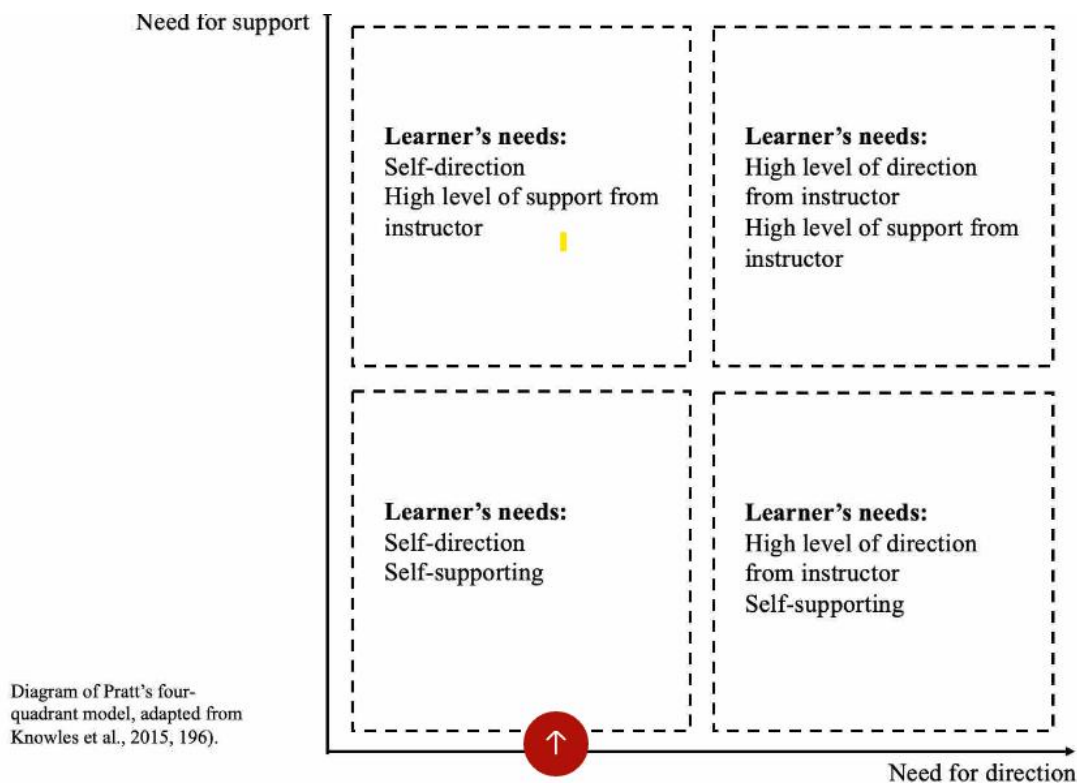 Need for support
Learner’s needs:
Self-direction
High level of support from
instructor
Learner’s needs:
High level of direction
from instructor
High level of support from
instructor
Learner’s needs:
Self-direction
Self-supporting
Learner’s needs:
High level of direction
from instructor
Self-supporting
Diagram of Pratt’s four-
quadrant model, adapted from
Knowles et al., 2015, 196).
Need for direction